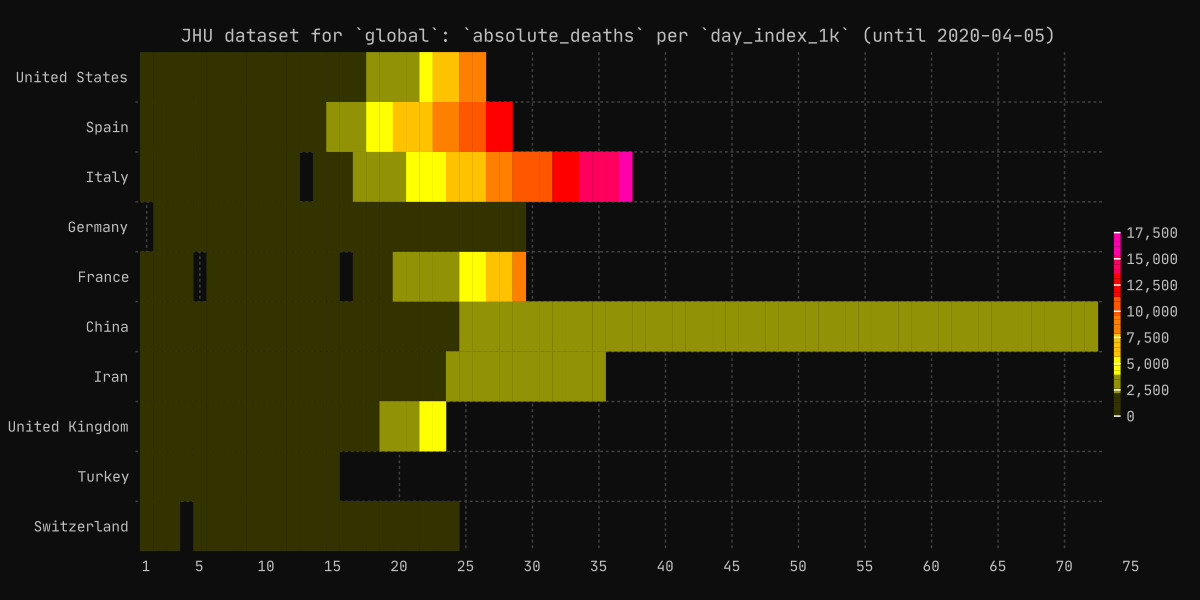 JHU dataset for `global`: `absolute_deaths` per `day_index_1k` (until 2020-04-05)
United States
Spain
Italy
Germany
France
China
Iran
United Kingdom
Turkey
Switzerland
17,500
15,000
12,500
10,000
7,500
5,000
2,500
0
1 5 10 15 20 25 30 35 40 45 50 55 60 65 70 75